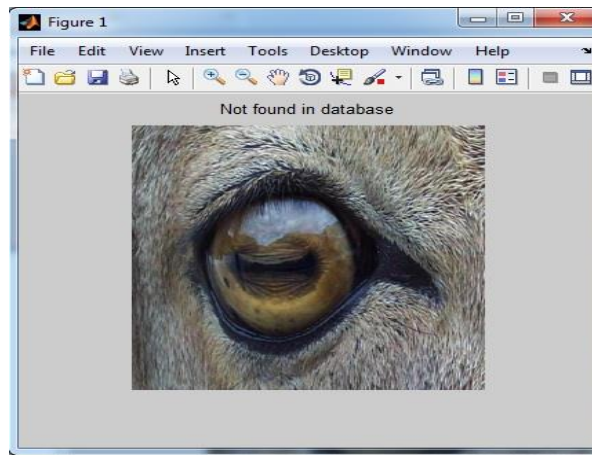 Figure 1
File Edit View Insert Tools Desktop Window Help
Not found in database